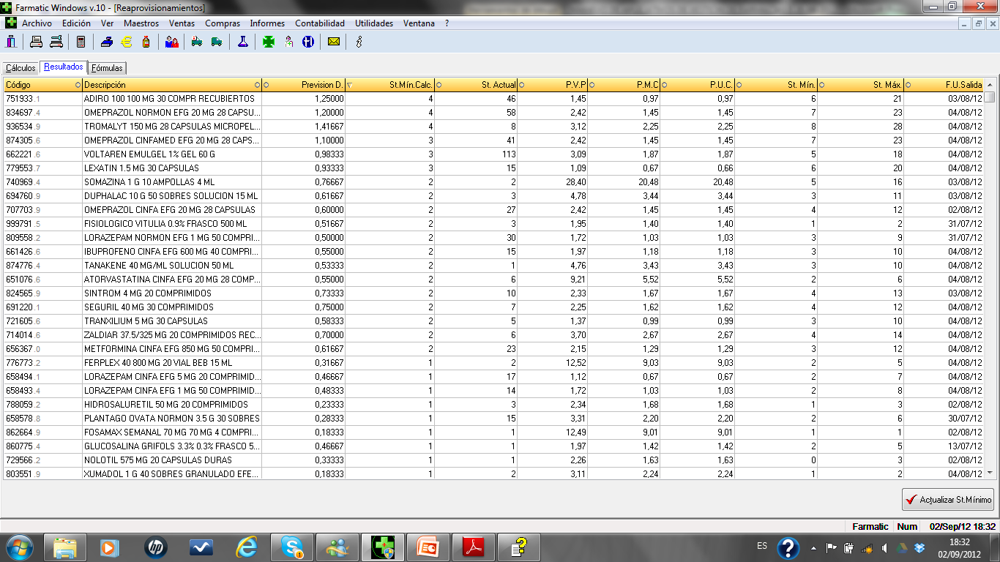 Farmatic Windows v.10 - [Reaprovisionamientos]
Archivo Edición Ver Maestros Ventas Compras Informes Contabilidad Utilidades Ventana ?
Cálculos Resultados Fórmulas
Código Descripción Prevision D. St.Mín.Calc. St. Actual P.V.P P.M.C P.U.C. St. Mín. St. Máx. F.U.Salida
751933.1 ADIRO 100 100 MG 30 COMPR RECUBIERTOS 1,25000 4 46 1,45 0,97 0,97 6 21 03/08/12
834697.4 OMEPRAZOL NORMON EFG 20 MG 28 CAPSU... 1,20000 4 58 2,42 1,45 1,45 7 23 04/08/12
936534.9 TROMALYT 150 MG 28 CAPSULAS MICROPEL... 1,41667 4 8 3,12 2,25 2,25 8 28 04/08/12
874305.6 OMEPRAZOL CINFAMED EFG 20 MG 28 CAPS... 1,10000 3 41 2,42 1,45 1,45 7 23 04/08/12
662221.6 VOLTAREN EMULGEL 1% GEL 60 G 0,98333 3 113 3,09 1,87 1,87 5 18 04/08/12
779553.7 LEXATIN 1.5 MG 30 CAPSULAS 0,93333 3 15 1,09 0,67 0,66 6 20 04/08/12
740969.4 SOMAZINA 1 G 10 AMPOLLAS 4 ML 0,76667 2 2 28,40 20,48 20,48 5 16 03/08/12
694760.9 DUPHALAC 10 G 50 SOBRES SOLUCION 15 ML 0,61667 2 3 4,78 3,44 3,44 3 11 03/08/12
707703.9 OMEPRAZOL CINFA EFG 20 MG 28 CAPSULAS 0,60000 2 27 2,42 1,45 1,45 4 12 02/08/12
999791.5 FISIOLOGICO VITULIA 0.9% FRASCO 500 ML 0,51667 2 3 1,95 1,40 1,40 1 2 31/07/12
809558.2 LORAZEPAM NORMON EFG 1 MG 50 COMPRI... 0,50000 2 30 1,72 1,03 1,03 3 9 31/07/12
661426.6 IBUPROFENO CINFA EFG 600 MG 40 COMPRI... 0,55000 2 15 1,97 1,18 1,18 3 10 04/08/12
874776.4 TANAKENE 40 MG/ML SOLUCION 50 ML 0,53333 2 1 4,76 3,43 3,43 3 10 04/08/12
651076.6 ATORVASTATINA CINFA EFG 20 MG 28 COMP... 0,55000 2 6 9,21 5,52 5,52 2 6 04/08/12
824565.9 SINTROM 4 MG 20 COMPRIMIDOS 0,73333 2 10 2,33 1,67 1,67 4 13 03/08/12
691220.1 SEGURIL 40 MG 30 COMPRIMIDOS 0,75000 2 7 2,25 1,62 1,62 4 12 04/08/12
721605.6 TRANXILIUM 5 MG 30 CAPSULAS 0,58333 2 5 1,37 0,99 0,99 3 10 04/08/12
714014.6 ZALDIAR 37.5/325 MG 20 COMPRIMIDOS REC... 0,70000 2 6 3,70 2,67 2,67 4 14 04/08/12
656367.0 METFORMINA CINFA EFG 850 MG 50 COMPRI... 0,61667 2 23 2,15 1,29 1,29 3 12 04/08/12
776773.2 FERPLEX 40 800 MG 20 VIAL BEB 15 ML 0,31667 1 2 12,52 9,03 9,03 2 5 04/08/12
658494.1 LORAZEPAM CINFA EFG 5 MG 20 COMPRIMID... 0,46667 1 17 1,12 0,67 0,67 2 7 04/08/12
658493.4 LORAZEPAM CINFA EFG 1 MG 50 COMPRIMID... 0,48333 1 14 1,72 1,03 1,03 2 8 04/08/12
788059.2 HIDROSALURETIL 50 MG 20 COMPRIMIDOS 0,23333 1 3 2,34 1,68 1,68 1 3 02/08/12
658578.8 PLANTAGO OVATA NORMON 3.5 G 30 SOBRES 0,28333 1 15 3,31 2,20 2,20 2 6 30/07/12
862664.9 FOSAMAX SEMANAL 70 MG 70 MG 4 COMPRI... 0,18333 1 1 12,49 9,01 9,01 1 1 02/08/12
860775.4 GLUCOSALINA GRIFOLS 3.3% 0.3% FRASCO 5... 0,46667 1 1 1,97 1,42 1,42 2 5 13/07/12
729566.2 NOLOTIL 575 MG 20 CAPSULAS DURAS 0,33333 1 1 2,26 1,63 1,63 0 3 02/08/12
803551.9 XUMADOL 1 G 40 SOBRES GRANULADO EFE... 0,18333 1 2 3,11 2,24 2,24 1 2 04/08/12
Actualizar St.Mínimo
Farmatic Num 02/Sep/12 18:32
ES 18:32
02/09/2012